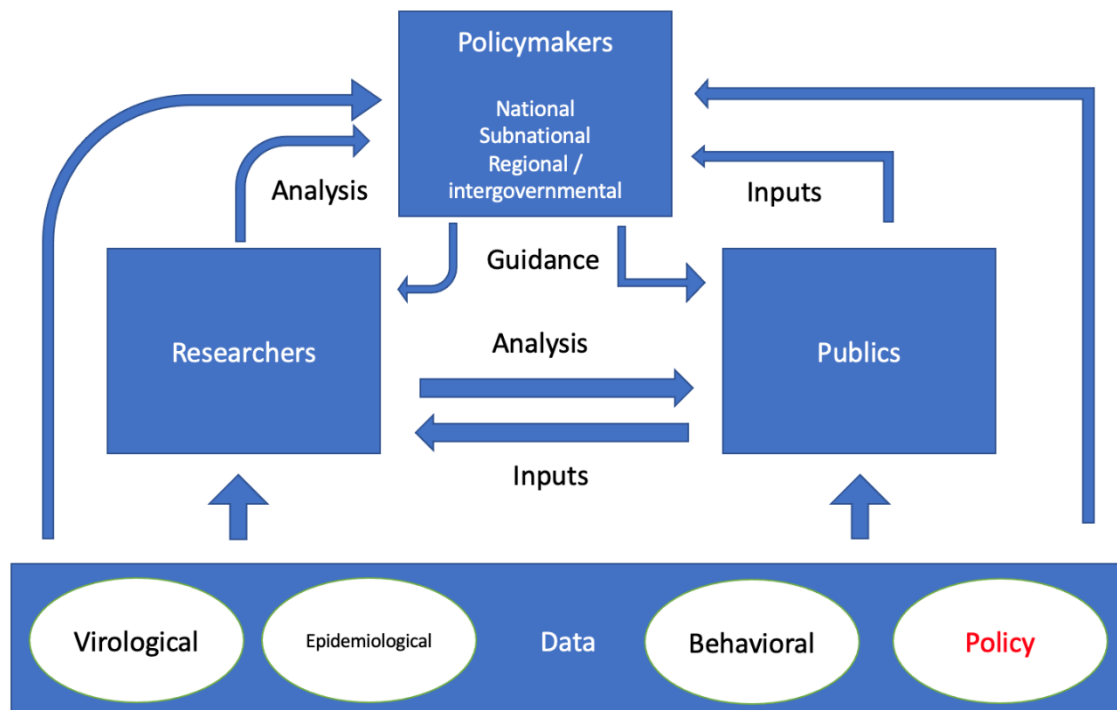 Policymakers
National
Subnational
Regional /
intergovernmental
Analysis
Inputs
Guidance
Researchers
Analysis
Publics
Inputs
Virological
Epidemiological
Data
Behavioral
Policy